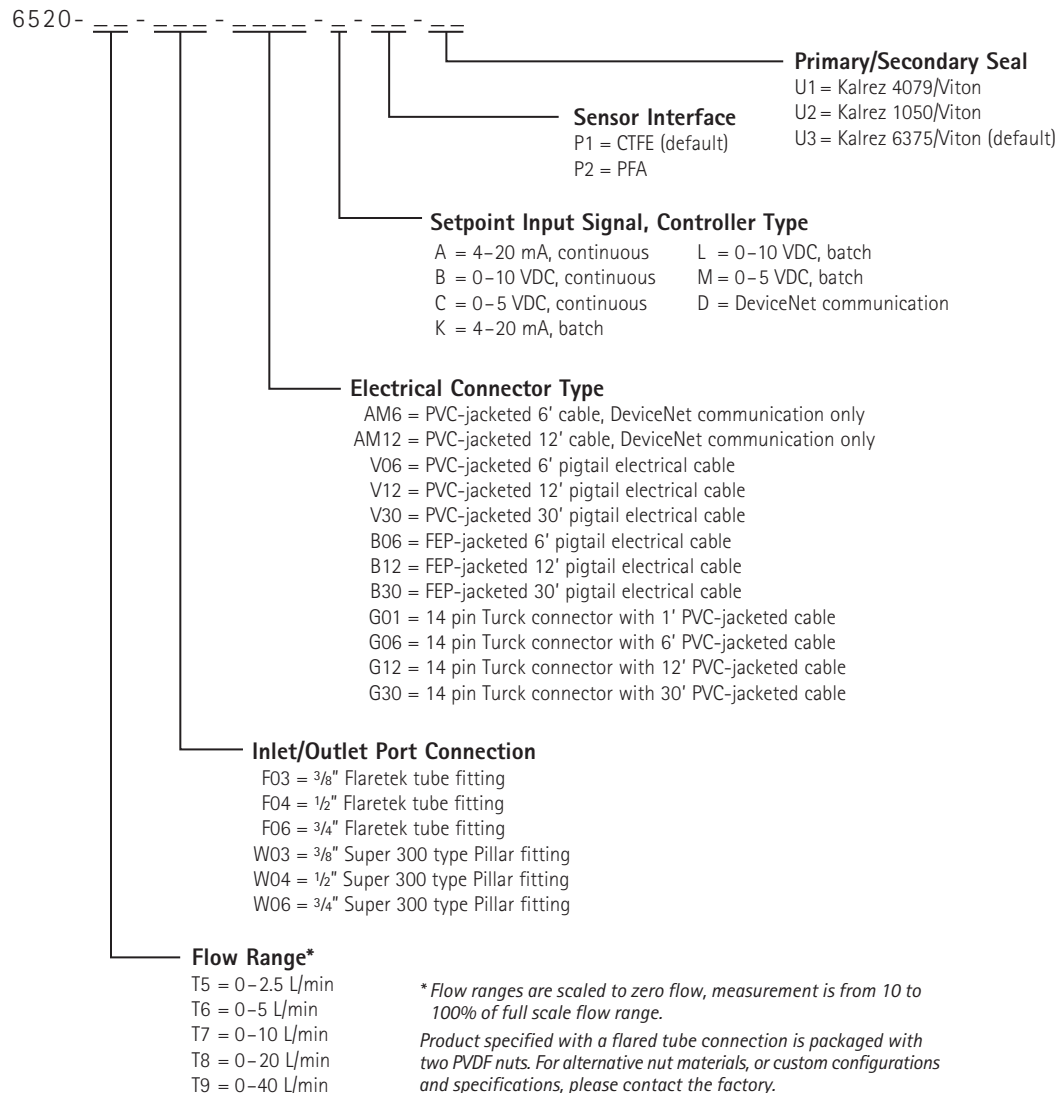 6520- _ _ - _ _ _ - _ _ _ _ - _ - _ _ - _ _
Primary/Secondary Seal
U1 = Kalrez 4079/Viton
U2 = Kalrez 1050/Viton
U3 = Kalrez 6375/Viton (default)
Sensor Interface
P1 = CTFE (default)
P2 = PFA
Setpoint Input Signal, Controller Type
A = 4–20 mA, continuous
B = 0–10 VDC, continuous
C = 0–5 VDC, continuous
K = 4–20 mA, batch
L = 0–10 VDC, batch
M = 0–5 VDC, batch
D = DeviceNet communication
Electrical Connector Type
AM6 = PVC-jacketed 6' cable, DeviceNet communication only
AM12 = PVC-jacketed 12' cable, DeviceNet communication only
V06 = PVC-jacketed 6' pigtail electrical cable
V12 = PVC-jacketed 12' pigtail electrical cable
V30 = PVC-jacketed 30' pigtail electrical cable
B06 = FEP-jacketed 6' pigtail electrical cable
B12 = FEP-jacketed 12' pigtail electrical cable
B30 = FEP-jacketed 30' pigtail electrical cable
G01 = 14 pin Turck connector with 1' PVC-jacketed cable
G06 = 14 pin Turck connector with 6' PVC-jacketed cable
G12 = 14 pin Turck connector with 12' PVC-jacketed cable
G30 = 14 pin Turck connector with 30' PVC-jacketed cable
Inlet/Outlet Port Connection
F03 = 3/8" Flaretek tube fitting
F04 = 1/2" Flaretek tube fitting
F06 = 3/4" Flaretek tube fitting
W03 = 3/8" Super 300 type Pillar fitting
W04 = 1/2" Super 300 type Pillar fitting
W06 = 3/4" Super 300 type Pillar fitting
Flow Range*
T5 = 0–2.5 L/min
T6 = 0–5 L/min
T7 = 0–10 L/min
T8 = 0–20 L/min
T9 = 0–40 L/min
* Flow ranges are scaled to zero flow, measurement is from 10 to
100% of full scale flow range.
Product specified with a flared tube connection is packaged with
two PVDF nuts. For alternative nut materials, or custom configurations
and specifications, please contact the factory.